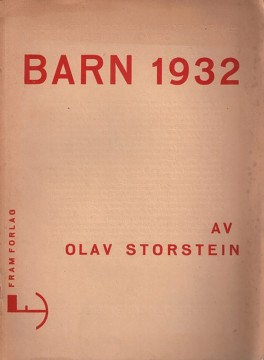 BARN 1932
AV
OLAV STORSTEIN
FRAM FORLAG